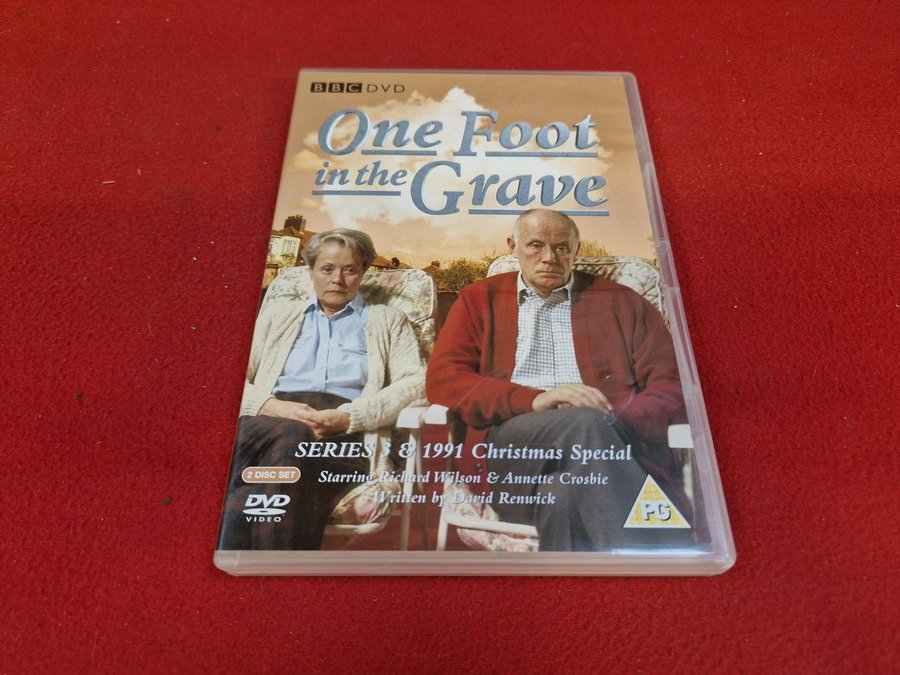 BBC DVD
One Foot
in the Grave
SERIES 3 & 1991 Christmas Special
2 DISC SET
Starring Richard Wilson & Annette Crosbie
Written by David Renwick
DVD
VIDEO
PG